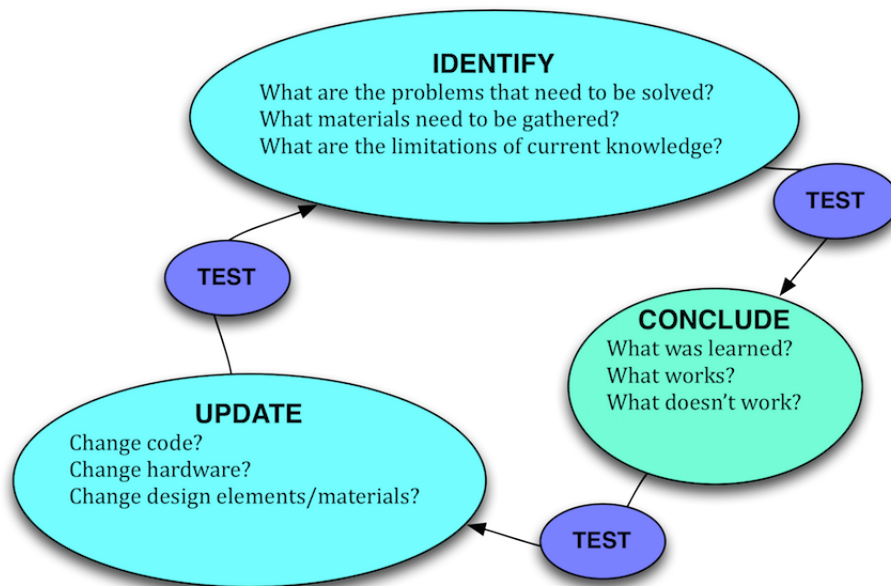 IDENTIFY
What are the problems that need to be solved?
What materials need to be gathered?
What are the limitations of current knowledge?
TEST
CONCLUDE
What was learned?
What works?
What doesn’t work?
TEST
UPDATE
Change code?
Change hardware?
Change design elements/materials?
TEST